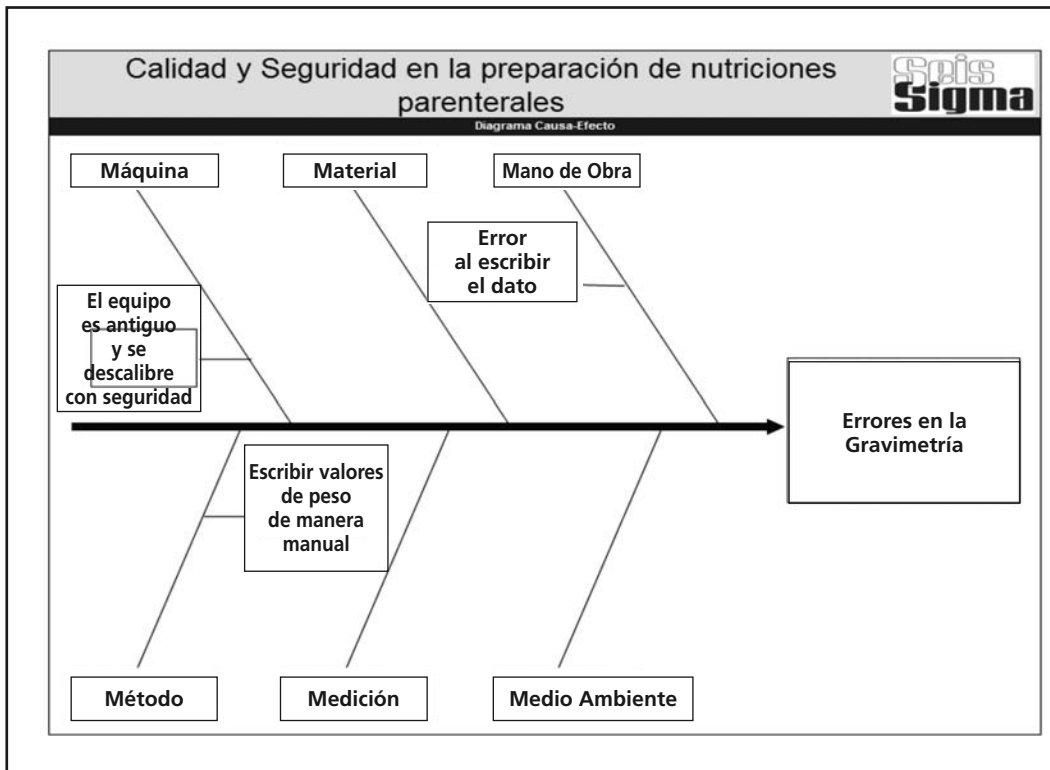 Calidad y Seguridad en la preparación de nutriciones
parenterales
Seis
Sigma
Diagrama Causa-Efecto
Máquina
Material
Mano de Obra
Error
al escribir
el dato
El equipo
es antiguo
y se
descalibre
con seguridad
Errores en la
Gravimetría
Escribir valores
de peso
de manera
manual
Método
Medición
Medio Ambiente